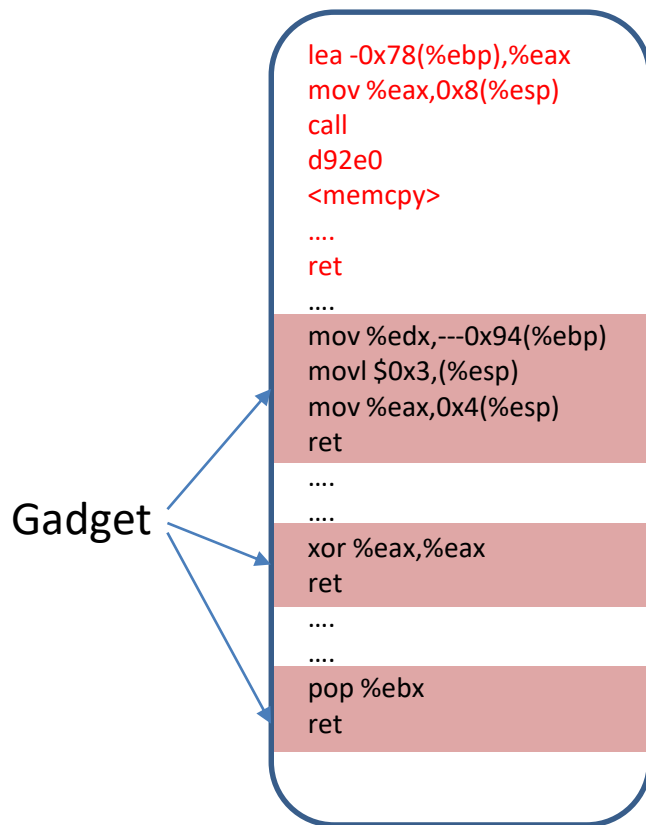 lea -0x78(%ebp),%eax
mov %eax,0x8(%esp)
call
d92e0
<memcpy>
....
ret
....
mov %edx,---0x94(%ebp)
movl $0x3,(%esp)
mov %eax,0x4(%esp)
ret
....
....
Gadget
xor %eax,%eax
ret
....
....
pop %ebx
ret